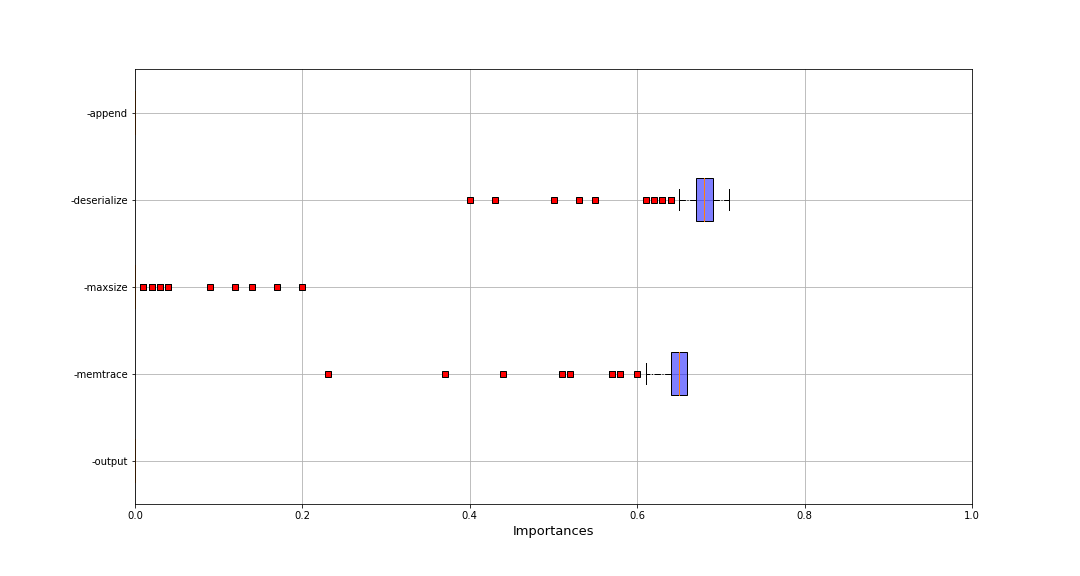 -append
-deserialize
-maxsize
-memtrace
-output
0.0 0.2 0.4 0.6 0.8 1.0
Importances